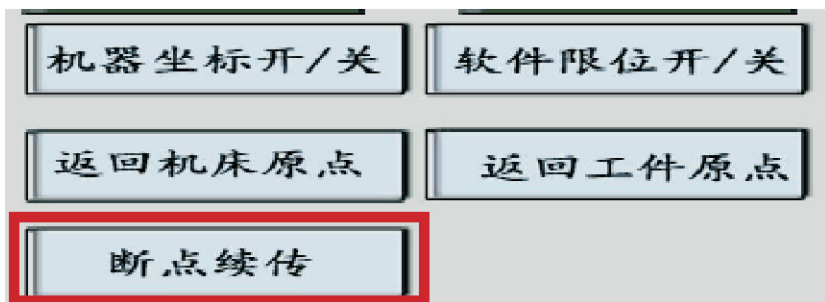 机器坐标开/关
软件限位开/关
返回机床原点
返回工件原点
断点续传